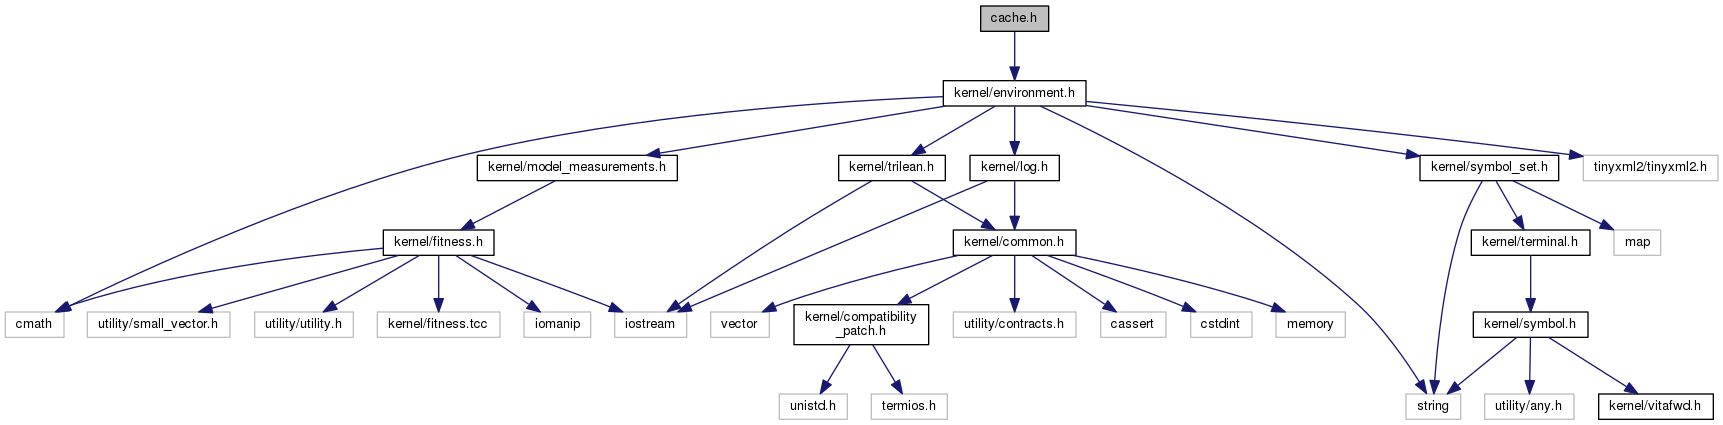 cache.h
kernel/environment.h
kernel/model_measurements.h
kernel/trilean.h
kernel/log.h
kernel/symbol_set.h
tinyxml2/tinyxml2.h
kernel/fitness.h
kernel/common.h
kernel/terminal.h
map
cmath
utility/small_vector.h
utility/utility.h
kernel/fitness.tcc
iomanip
iostream
vector
kernel/compatibility
_patch.h
utility/contracts.h
cassert
cstdint
memory
kernel/symbol.h
unistd.h
termios.h
string
utility/any.h
kernel/vitafwd.h